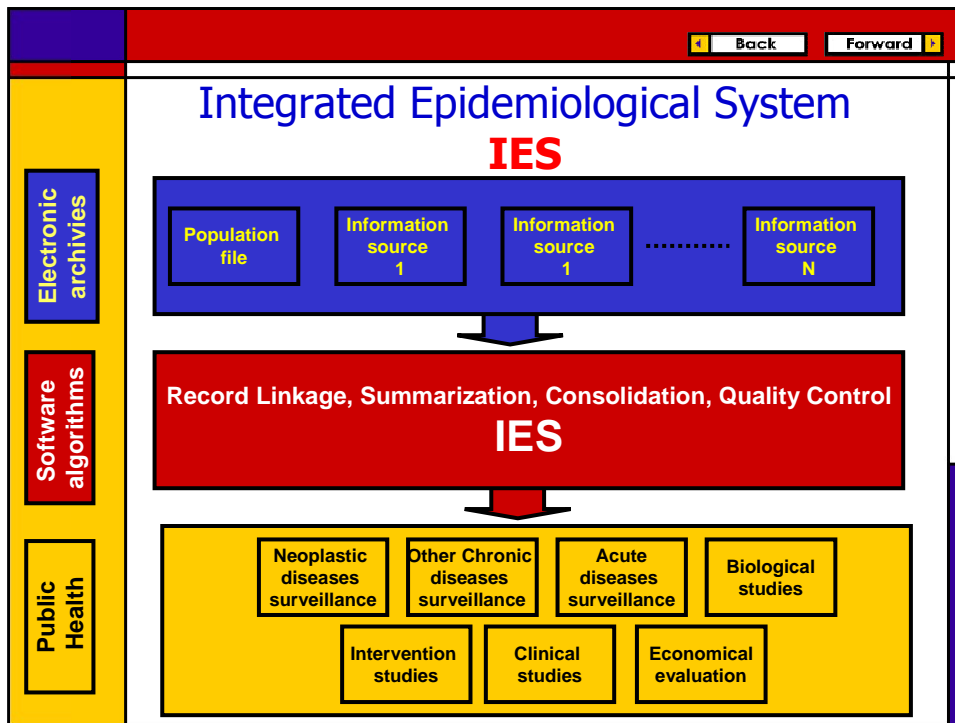 Back
Forward
Integrated Epidemiological System
IES
Electronic
archivies
Population
file
Information
source
1
Information
source
1
...........
Information
source
N
Software
algorithms
Record Linkage, Summarization, Consolidation, Quality Control
IES
Public
Health
Neoplastic
diseases
surveillance
Other Chronic
diseases
surveillance
Acute
diseases
surveillance
Biological
studies
Intervention
studies
Clinical
studies
Economical
evaluation